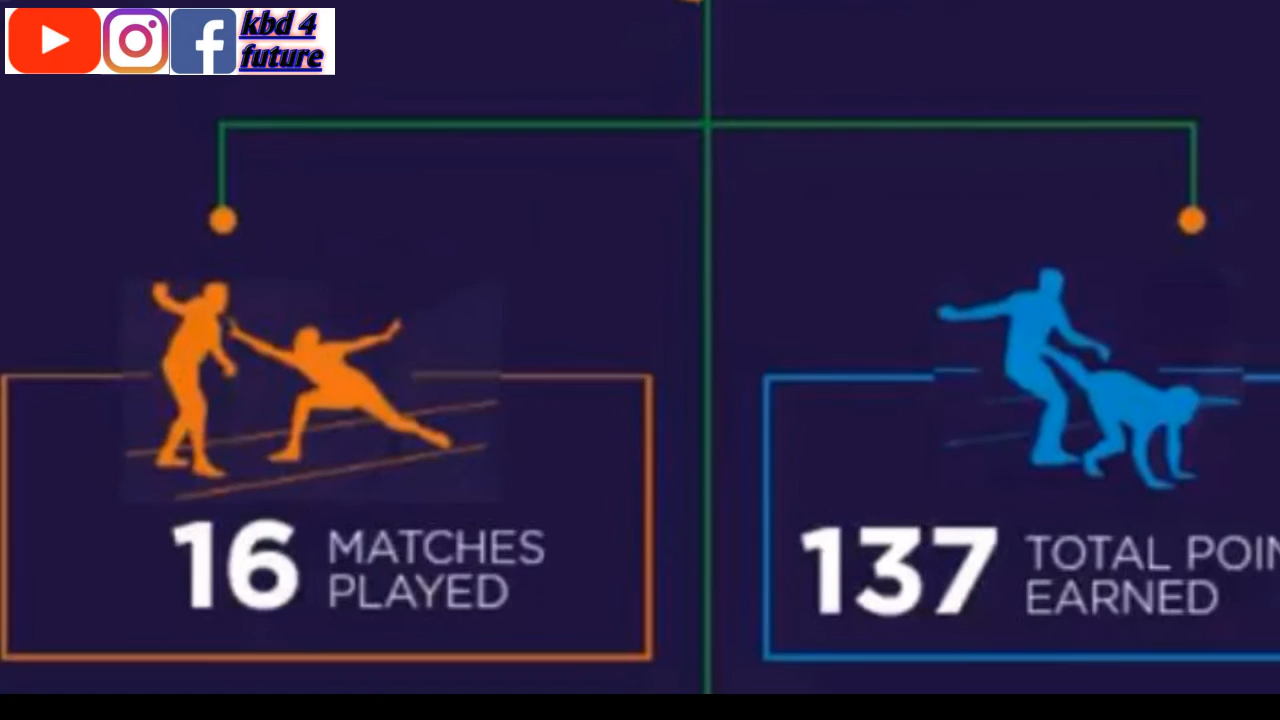 kbd 4
future
16 MATCHES
PLAYED
137 TOTAL POIN
EARNED